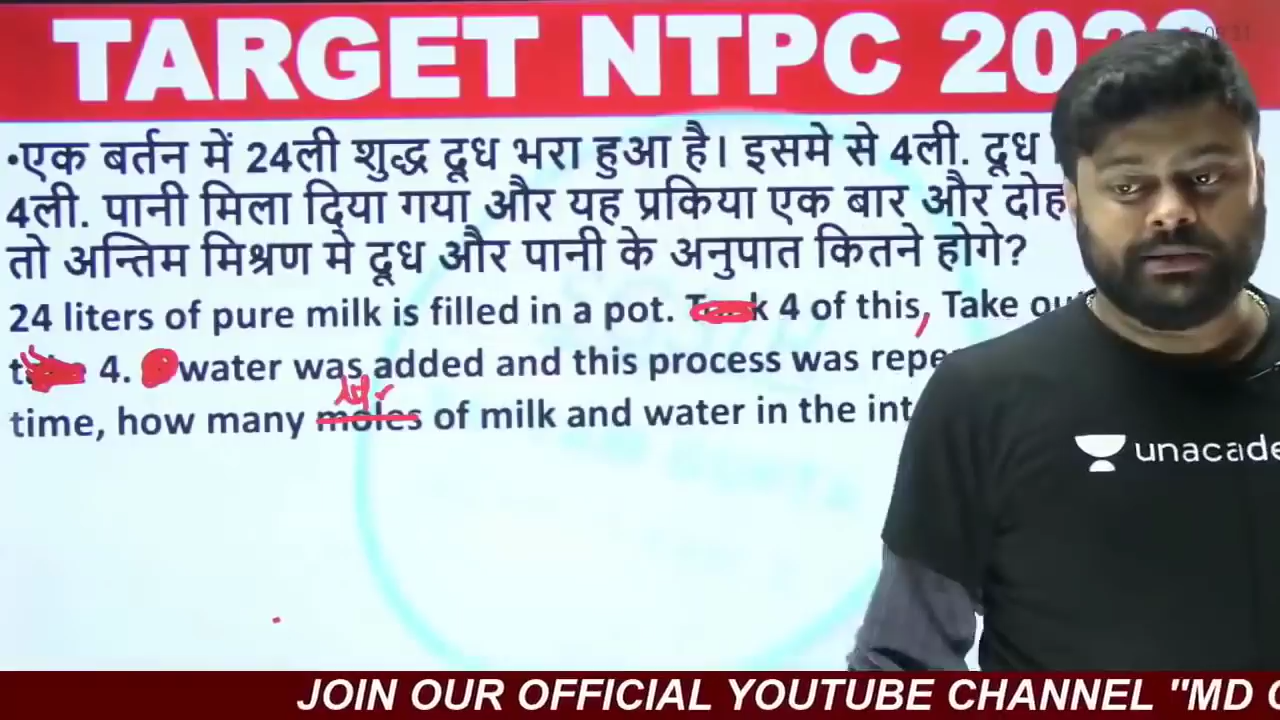 TARGET NTPC 202
•एक बर्तन में 24ली शुद्ध दूध भरा हुआ है। इसमे से 4ली. दूध
4ली. पानी मिला दिया गया और यह प्रकिया एक बार और
तो अन्तिम मिश्रण मे दूध और पानी के अनुपात कितने होगे?
24 liters of pure milk is filled in a pot. 4 of this, Take
4. water was added and this process was
time, how many moles of milk and water in the
unacade
JOIN OUR OFFICIAL YOUTUBE CHANNEL "MD